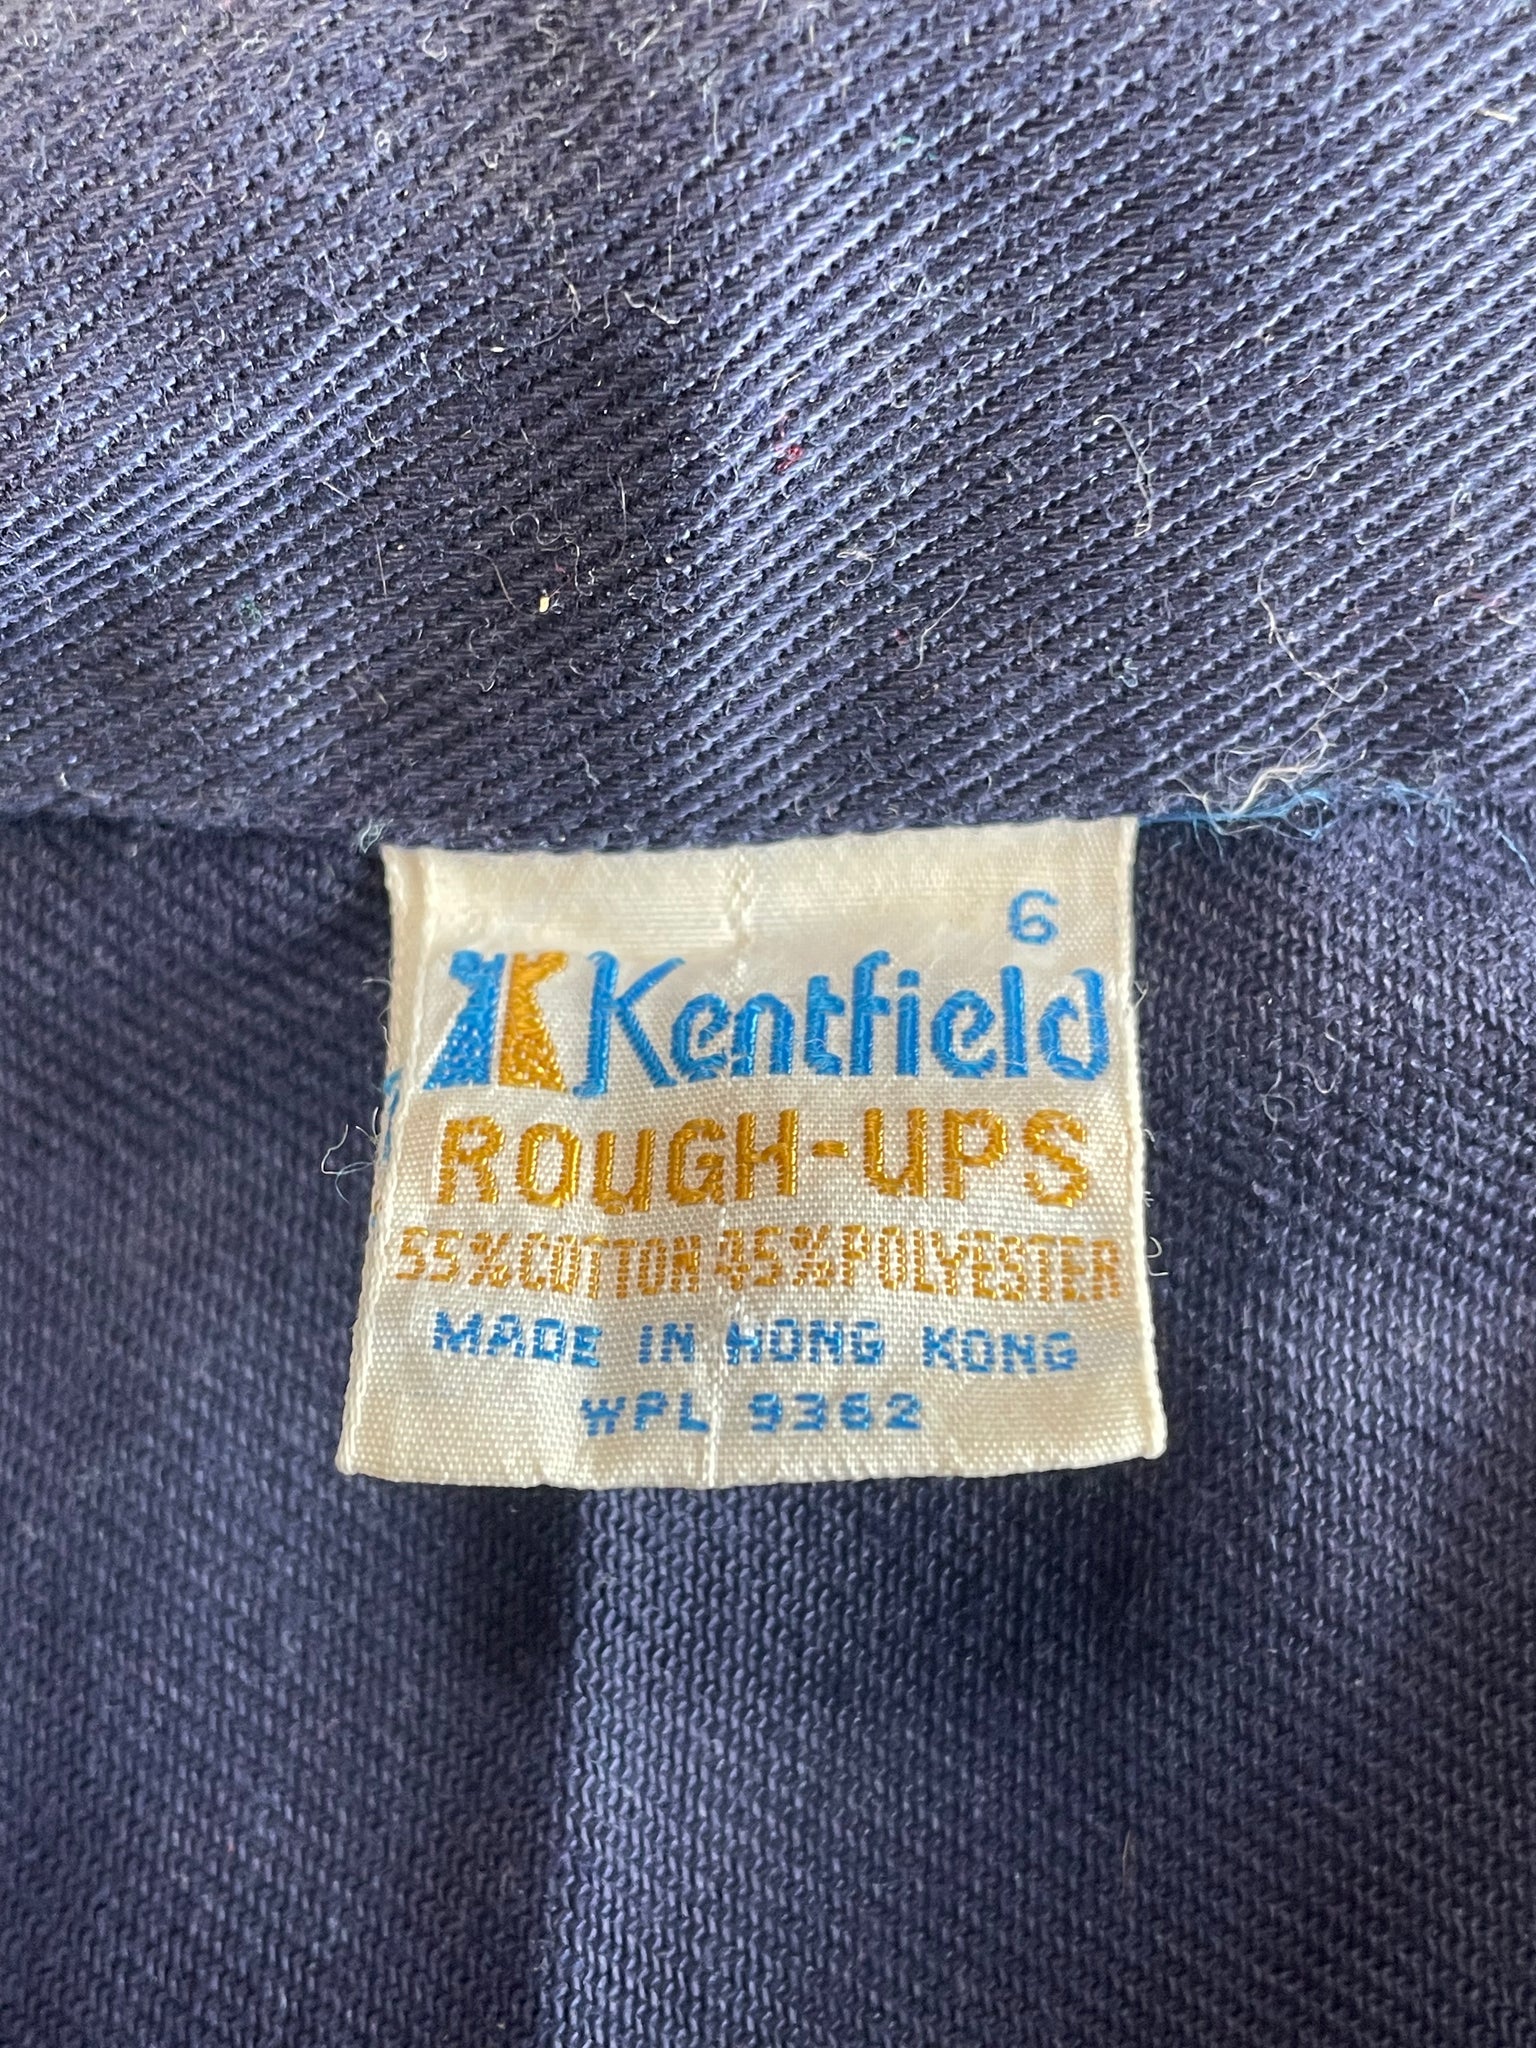 6
Kentfield
ROUGH-UPS
55% COTTON 45% POLYESTER
MADE IN HONG KONG
WPL 9362